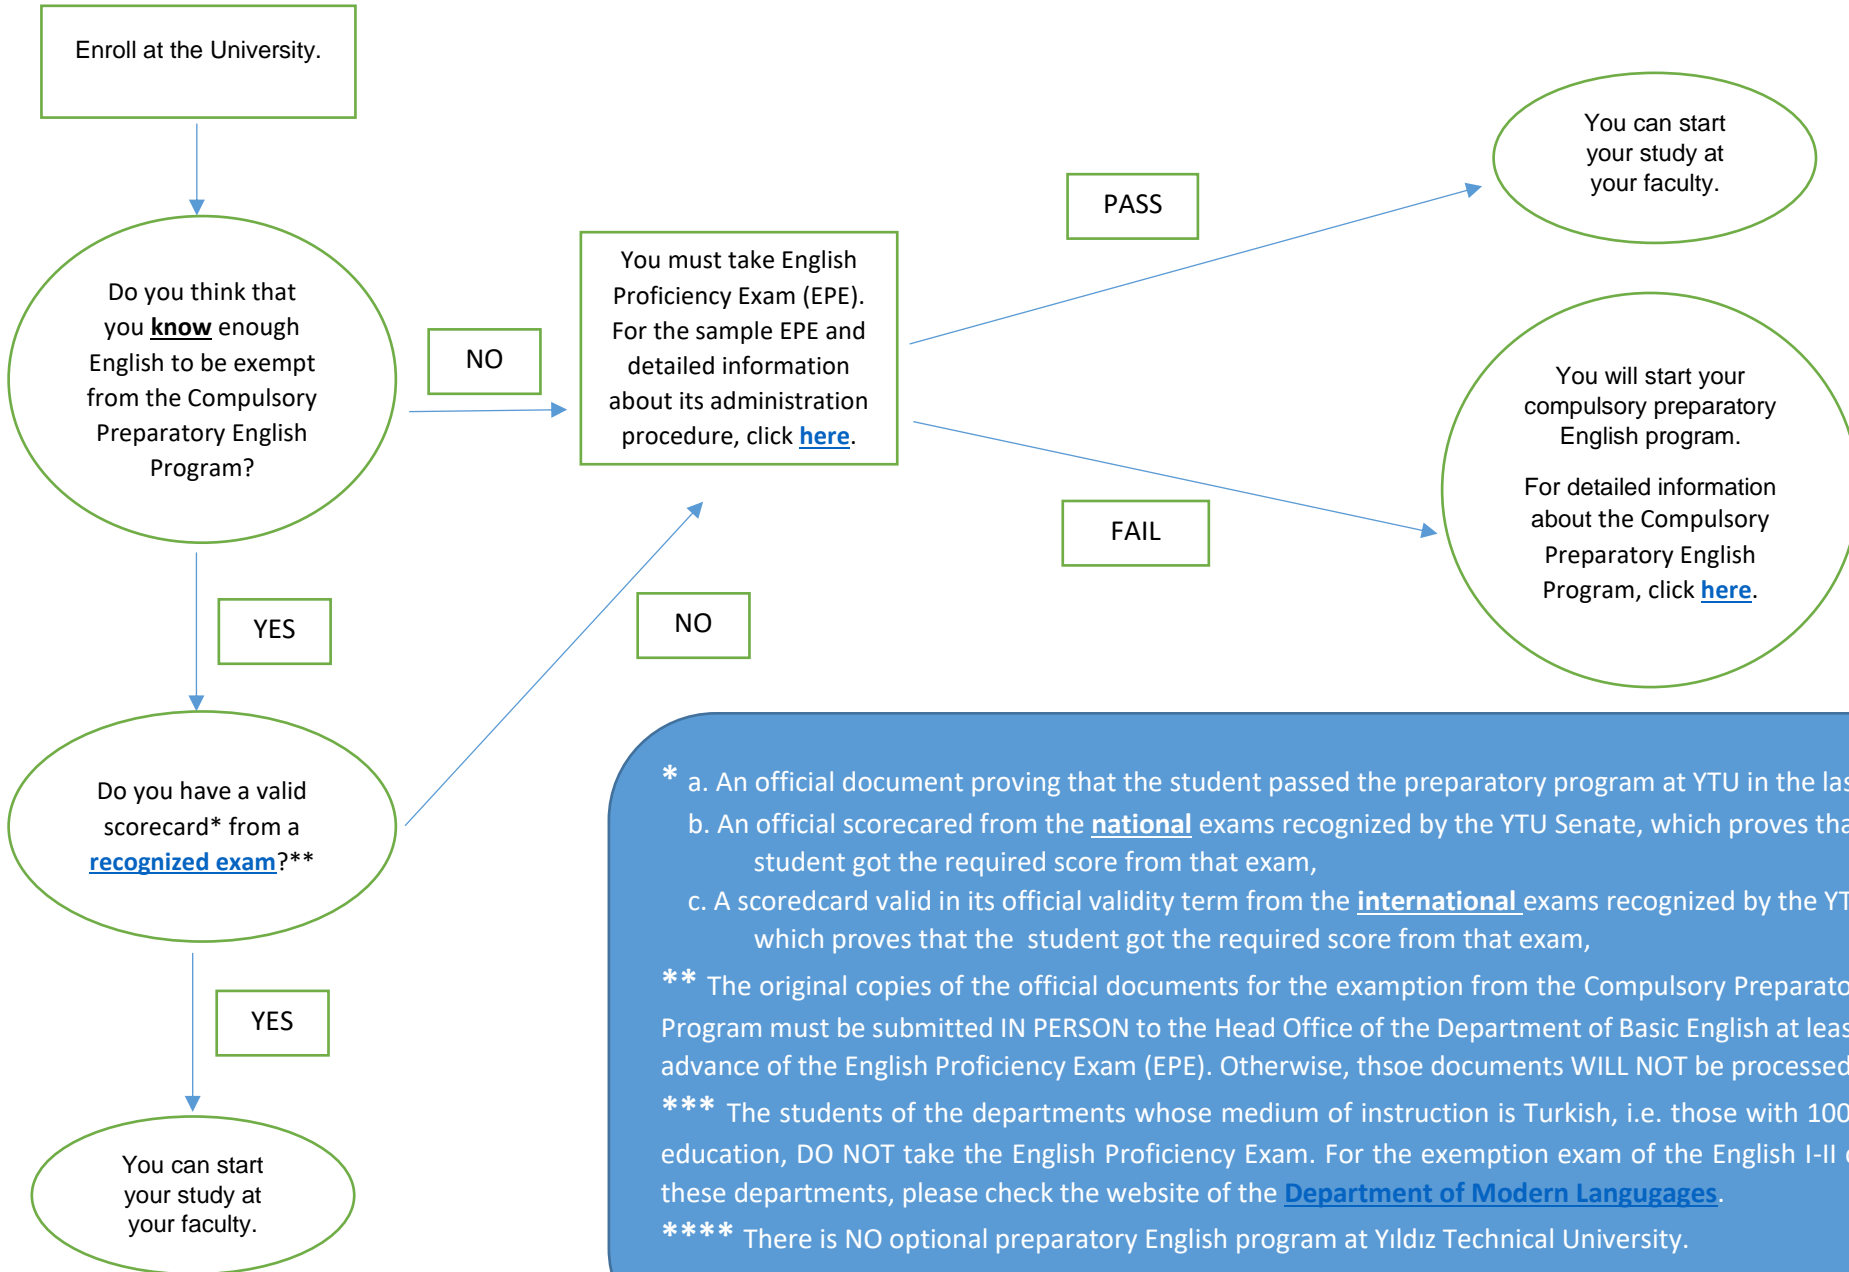 Enroll at the University.
Do you think that
you know enough
English to be exempt
from the Compulsory
Preparatory English
Program?
NO
YES
Do you have a valid
scorecard* from a
recognized exam?**
YES
You can start
your study at
your faculty.
You must take English
Proficiency Exam (EPE).
For the sample EPE and
detailed information
about its administration
procedure, click here.
NO
PASS
FAIL
You can start
your study at
your faculty.
You will start your
compulsory preparatory
English program.
For detailed information
about the Compulsory
Preparatory English
Program, click here.
* a. An official document proving that the student passed the preparatory program at YTU in the
b. An official scorecared from the national exams recognized by the YTU Senate, which proves
student got the required score from that exam,
c. A scoredcard valid in its official validity term from the international exams recognized by the
which proves that the student got the required score from that exam,
** The original copies of the official documents for the examption from the Compulsory
Program must be submitted IN PERSON to the Head Office of the Department of Basic English at
advance of the English Proficiency Exam (EPE). Otherwise, thsoe documents WILL NOT be processed
*** The students of the departments whose medium of instruction is Turkish, i.e. those with 100
education, DO NOT take the English Proficiency Exam. For the exemption exam of the English I-II
these departments, please check the website of the Department of Modern Langugages.
**** There is NO optional preparatory English program at Yıldız Technical University.